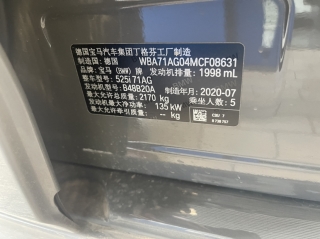 德国宝马汽车集团丁格芬工厂制造
制造国:德国 WBA71AG04MCF08631
品牌:宝马(BMW)牌 发动机排量:1998 mL
整车型号:525i71AG
发动机型号:B48B20A 制造年月:2020-07
最大允许总质量:2170 kg 乘坐人数:5
最大净功率:135 kW
最大允许牵引质量:-- kg